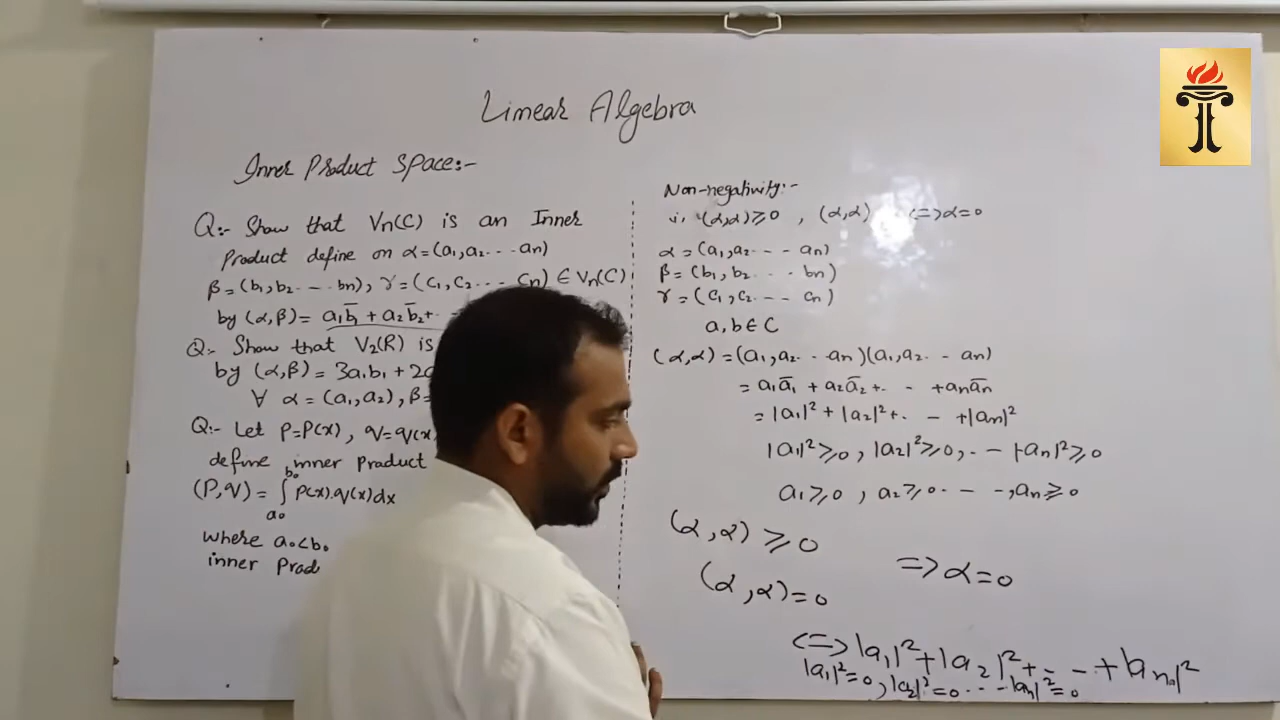 Linear Algebra
Inner Product Space:-
Q:- Show that Vn(C) is an Inner
Product define on α=(a₁,a₂...an)
β=(b₁,b₂...bn), γ=(c₁,c₂...cn) ∈ Vn(C)
by (α,β)= a₁b̄₁ + a₂b̄₂+.
Q:- Show that V₂(R) is
by (α,β)= 3a₁b₁ + 2a
∀ α=(a₁,a₂), β=
Q:- Let P=P(x), q=q(x
define inner Product
(P,q) = ∫ₐ₀ᵇ⁰ P(x).q(x)dx
where a₀<b₀
inner Prod
Non-negativity:-
i, (α,α)≥0 , (α,α) <=>α=0
α=(a₁,a₂... an)
β=(b₁,b₂... bn)
γ=(c₁,c₂... cn)
a,b∈C
(α,α)=(a₁,a₂.. an)(a₁,a₂.. an)
= a₁ā₁ + a₂ā₂+.. +anān
= |a₁|²+|a₂|²+.. +|an|²
|a₁|²≥0, |a₂|²≥0,.. |an|²≥0
a₁≥0 , a₂≥0...,an≥0
(α,α) ≥0
(α,α)=0
=> α=0
<=> |a₁|²+|a₂|²+..+|an|²
|a₁|²=0, |a₂|²=0...|an|²=0